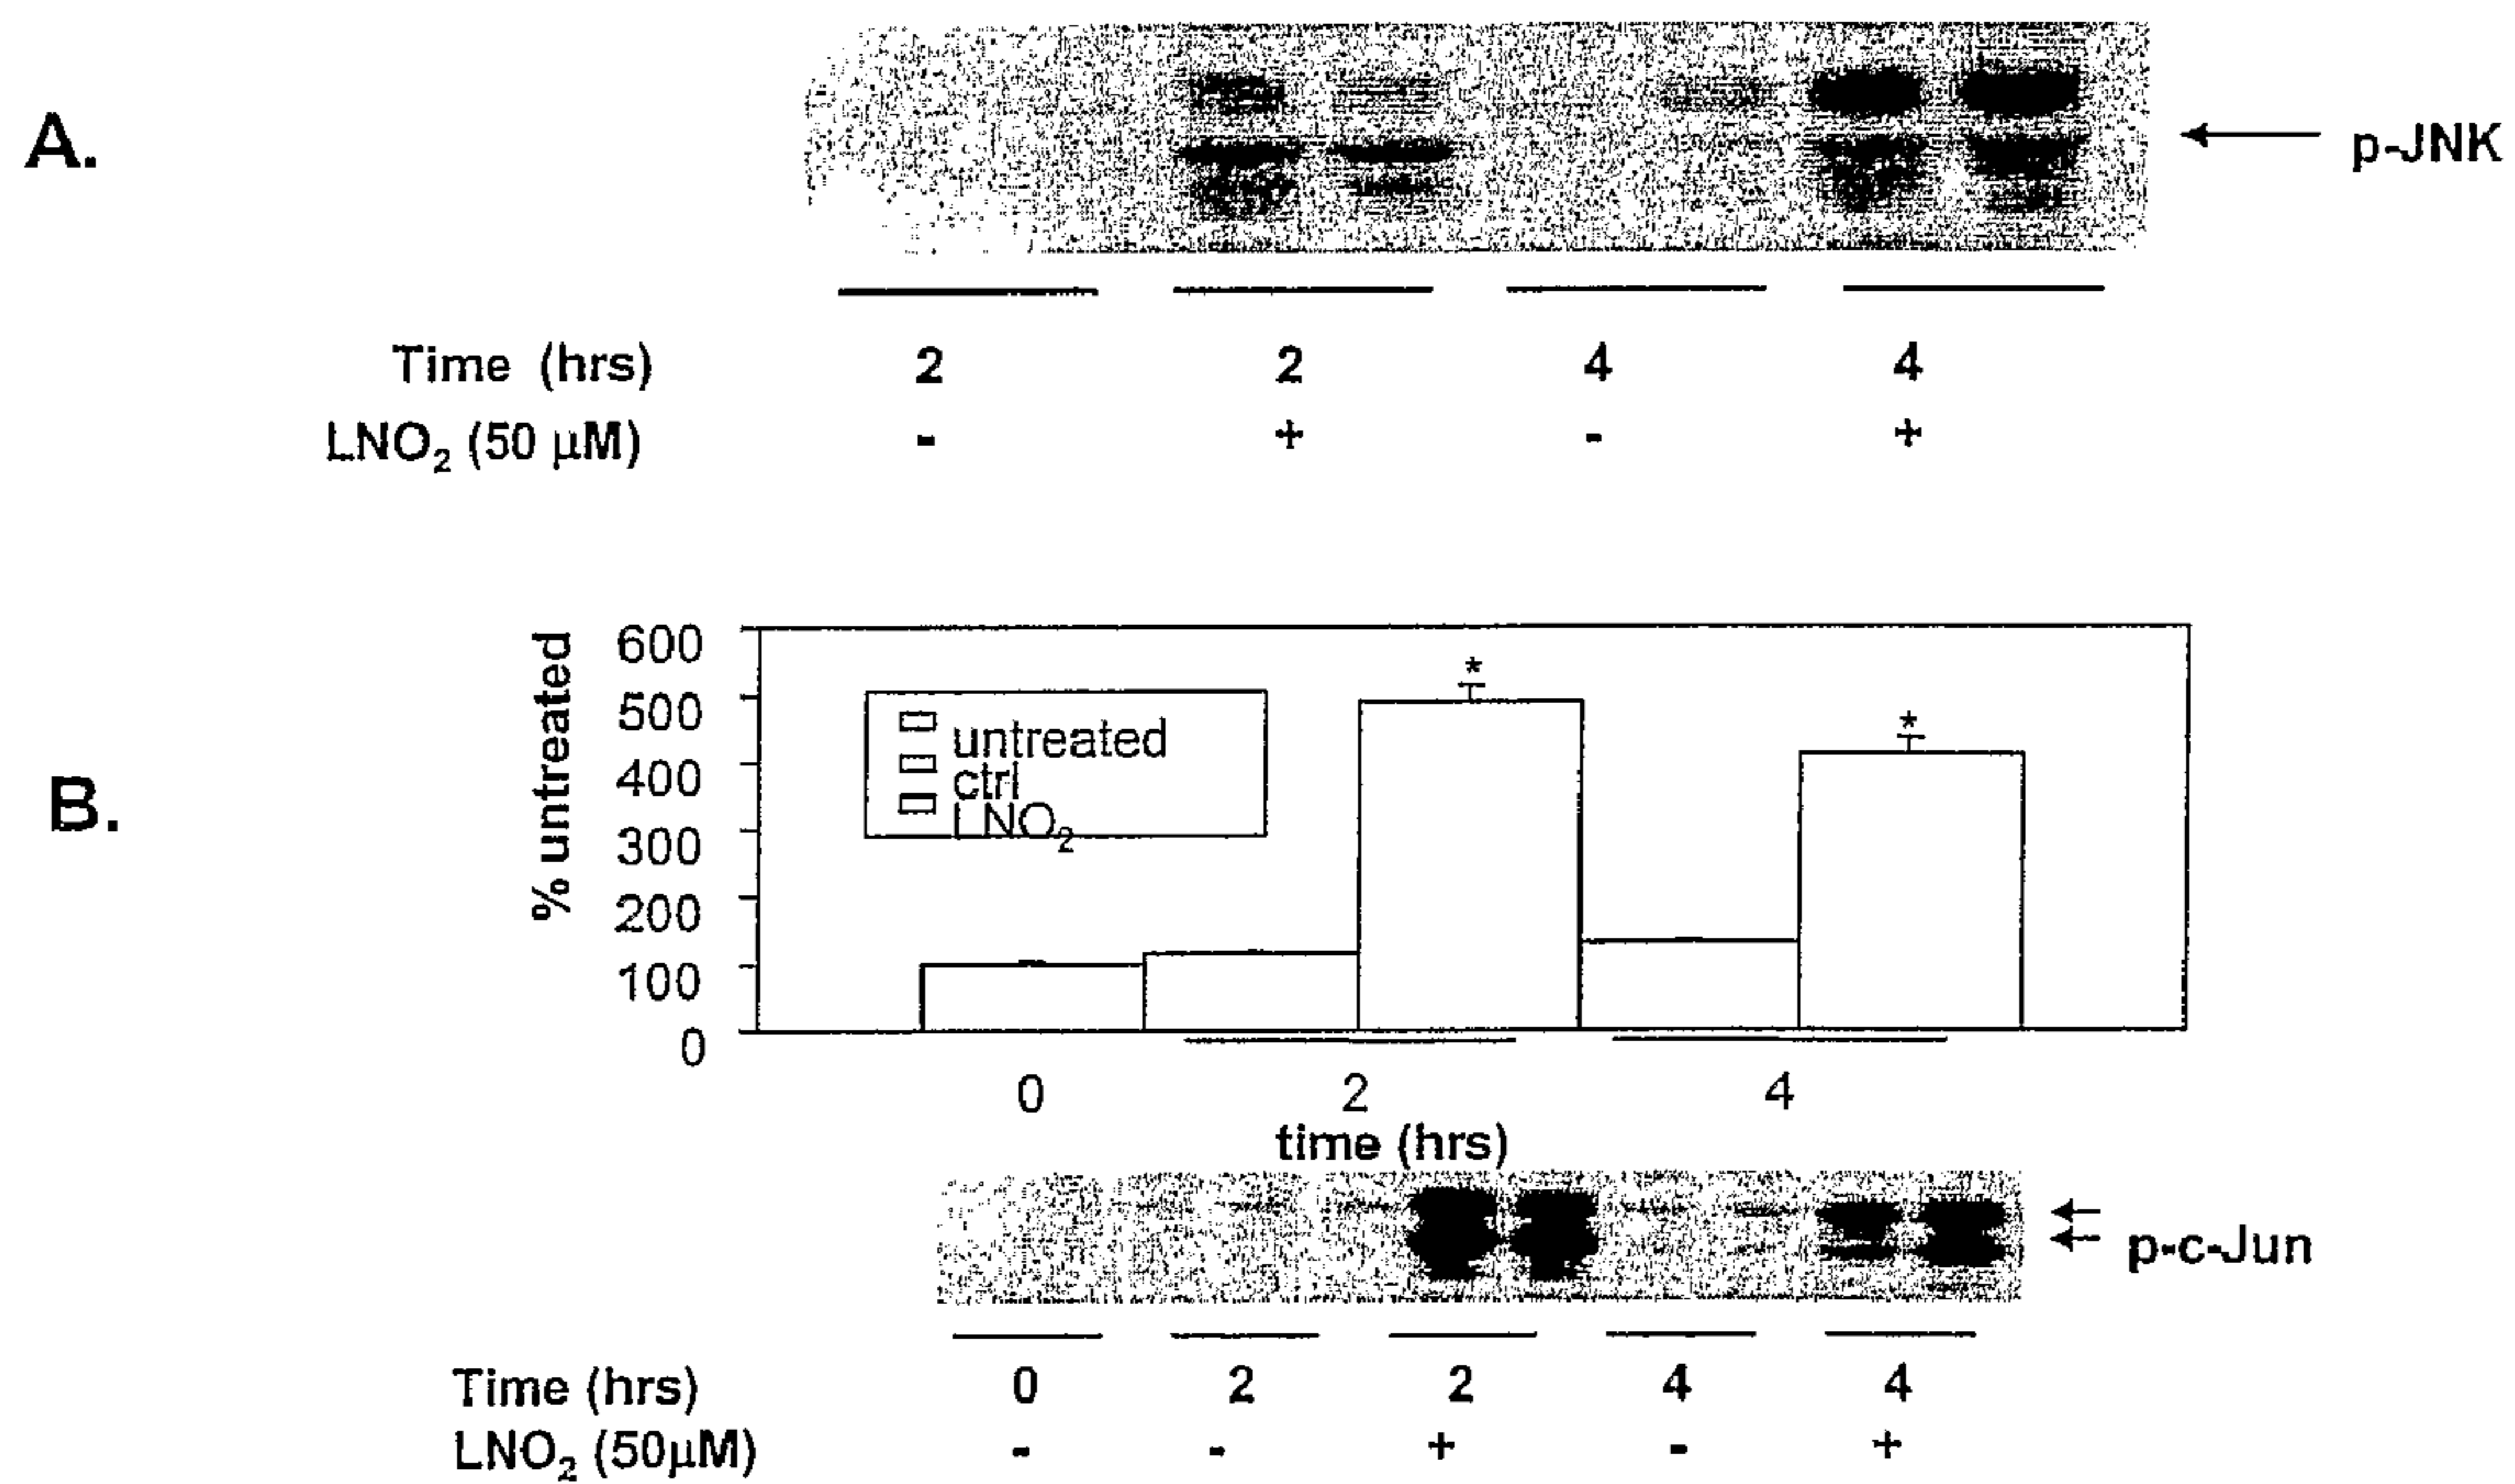 A.
p-JNK
Time (hrs) 2 2 4 4
LNO₂ (50 µM) - + - +
B.
% untreated
600
500
400
300
200
100
0
untreated
ctrl
LNO₂
* *
0 2 4
time (hrs)
p-c-Jun
Time (hrs) 0 2 2 4 4
LNO₂ (50µM) - - + - +